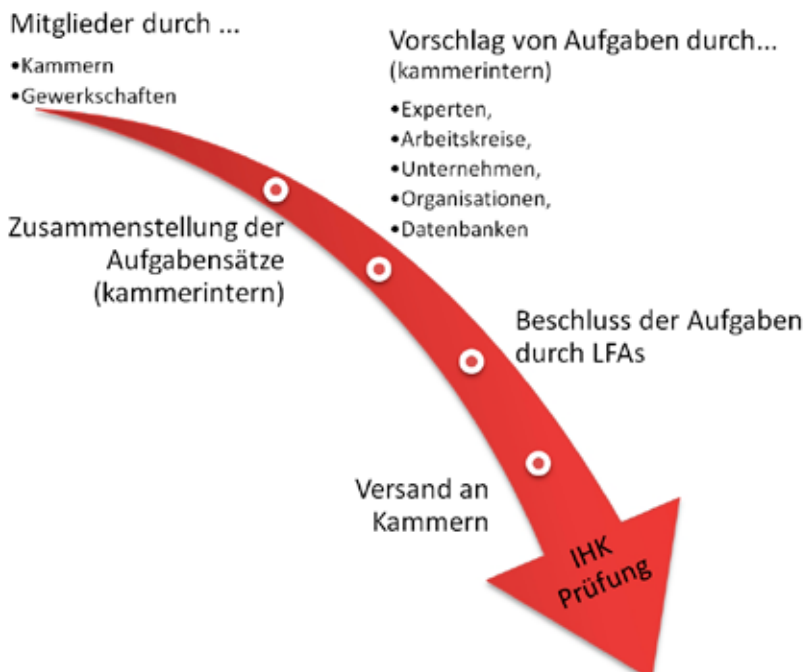 Mitglieder durch ...
•Kammern
•Gewerkschaften
Vorschlag von Aufgaben durch...
(kammerintern)
•Experten,
•Arbeitskreise,
•Unternehmen,
•Organisationen,
•Datenbanken
Zusammenstellung der
Aufgabensätze
(kammerintern)
Beschluss der Aufgaben
durch LFAs
Versand an
Kammern
IHK
Prüfung